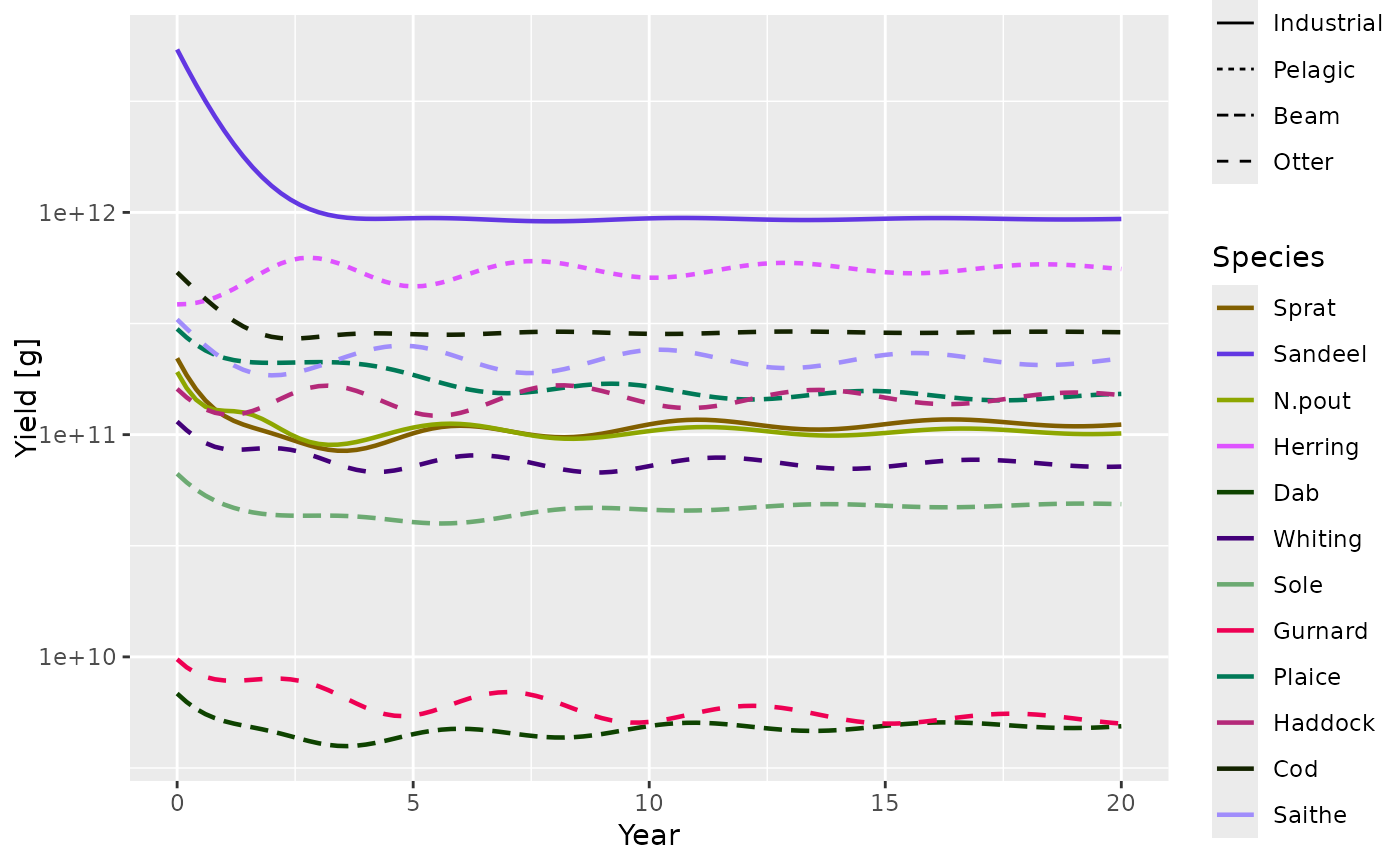 Yield [g]
1e+12
1e+11
1e+10
0 5 10 15 20
Year
Industrial
Pelagic
Beam
Otter
Species
Sprat
Sandeel
N.pout
Herring
Dab
Whiting
Sole
Gurnard
Plaice
Haddock
Cod
Saithe